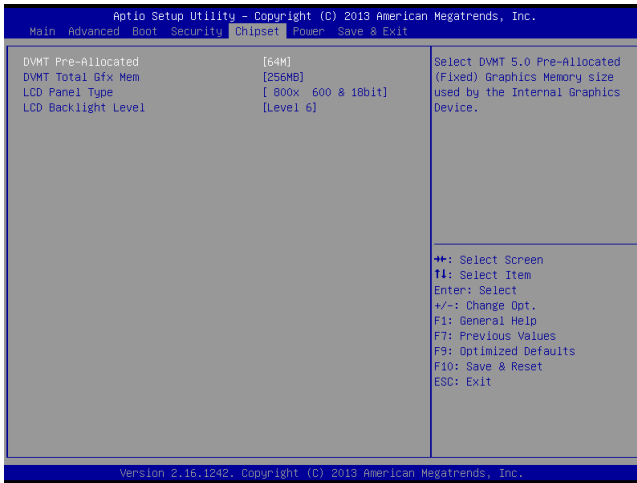 Aptio Setup Utility – Copyright (C) 2013 American Megatrends, Inc.
Main Advanced Boot Security Chipset Power Save & Exit
DVMT Pre-Allocated [64M]
DVMT Total Gfx Mem [256MB]
LCD Panel Type [ 800x 600 & 18bit]
LCD Backlight Level [Level 6]
Select DVMT 5.0 Pre-Allocated
(Fixed) Graphics Memory size
used by the Internal Graphics
Device.
→←: Select Screen
↑↓: Select Item
Enter: Select
+/-: Change Opt.
F1: General Help
F7: Previous Values
F9: Optimized Defaults
F10: Save & Reset
ESC: Exit
Version 2.16.1242. Copyright (C) 2013 American Megatrends, Inc.